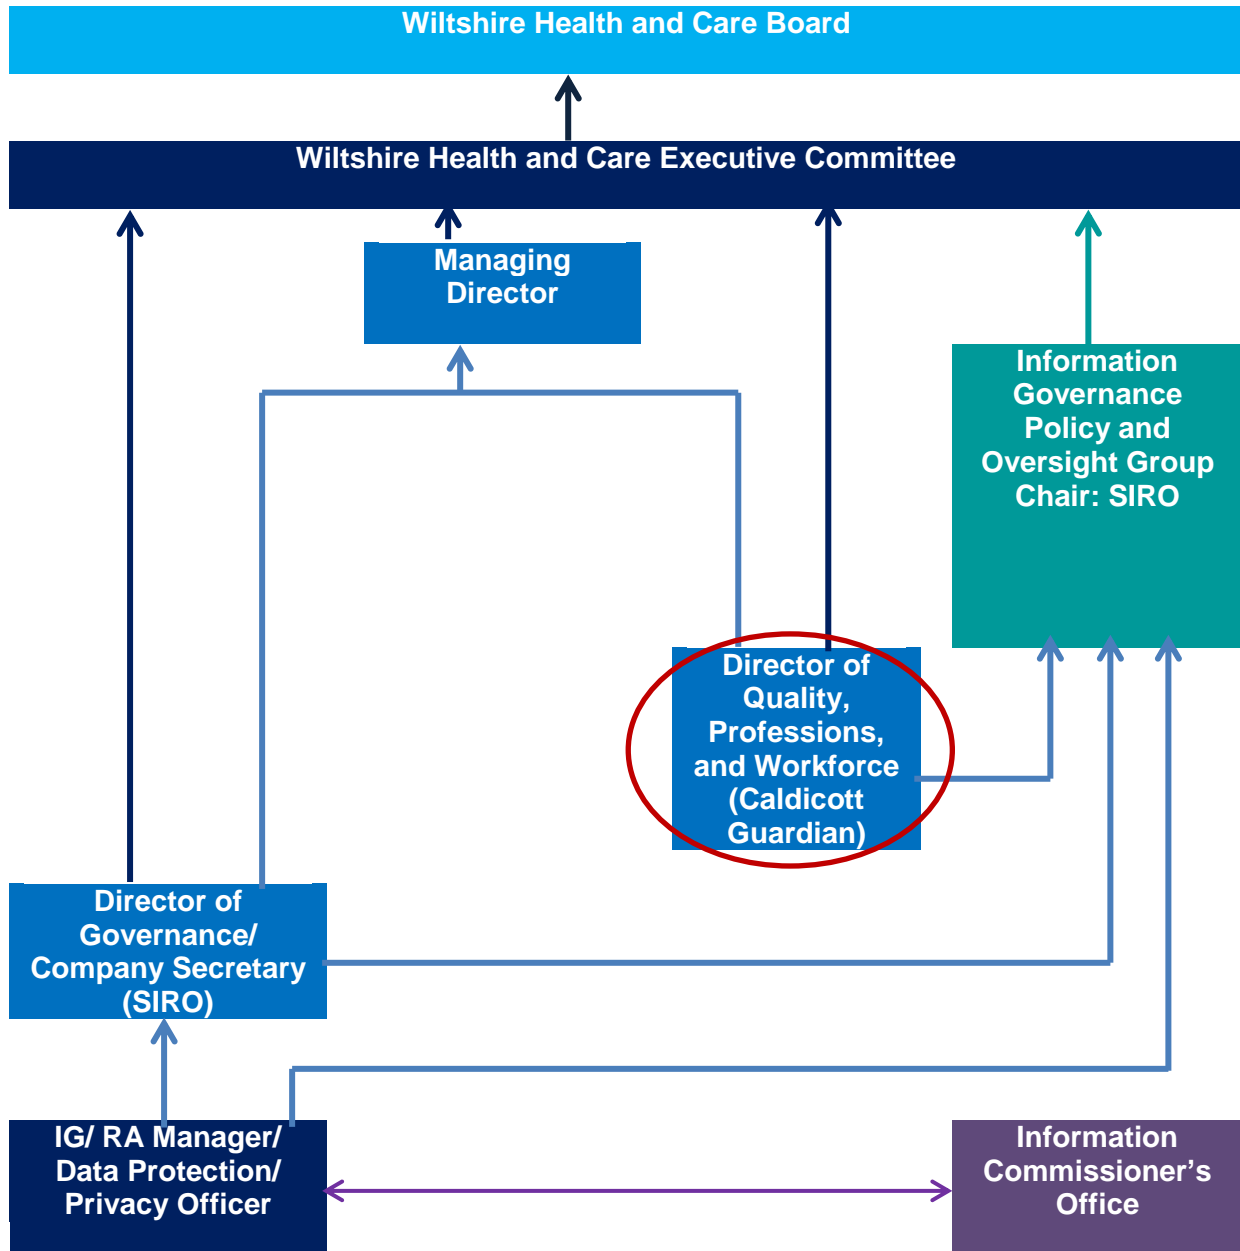 Wiltshire Health and Care Board
Wiltshire Health and Care Executive Committee
Managing
Director
Information
Governance
Policy and
Oversight Group
Chair: SIRO
Director of
Quality,
Professions,
and Workforce
(Caldicott
Guardian)
Director of
Governance/
Company Secretary
(SIRO)
IG/ RA Manager/
Data Protection/
Privacy Officer
Information
Commissioner’s
Office